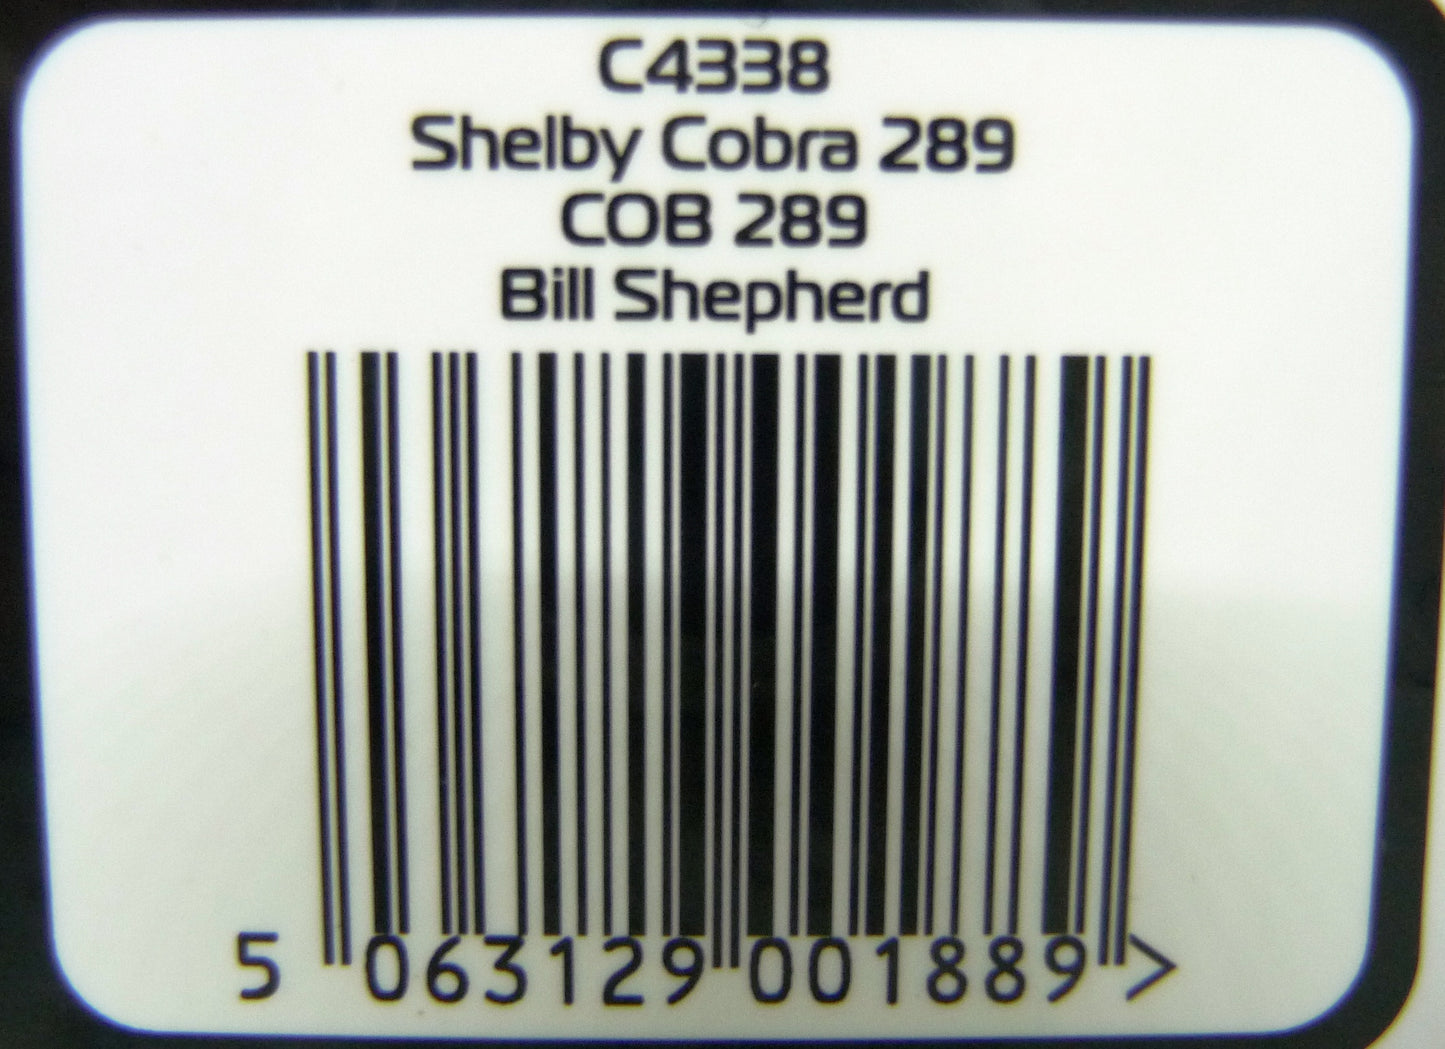 C4338
Shelby Cobra 289
COB 289
Bill Shepherd
5 063129 001889 >